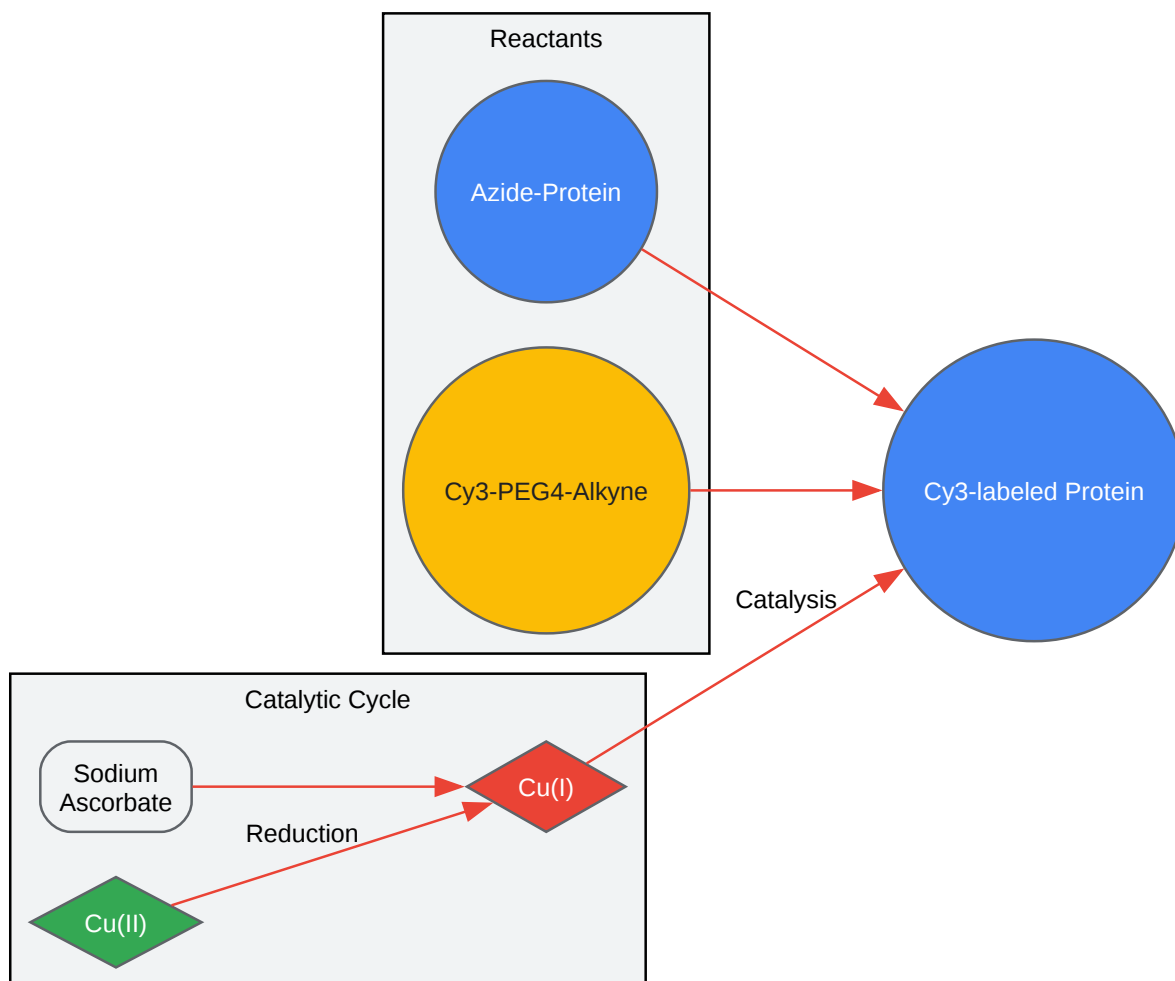 Reactants
Azide-Protein
Cy3-PEG4-Alkyne
Cy3-labeled Protein
Catalysis
Catalytic Cycle
Sodium
Ascorbate
Cu(I)
Reduction
Cu(II)